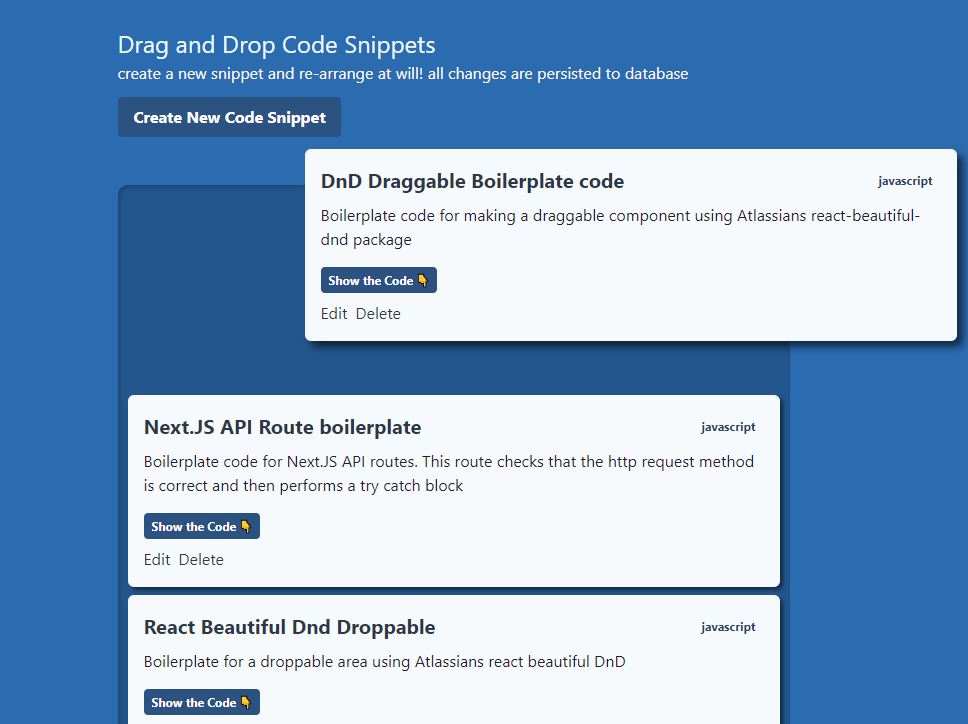 Drag and Drop Code Snippets
create a new snippet and re-arrange at will! all changes are persisted to database
Create New Code Snippet
DnD Draggable Boilerplate code
javascript
Boilerplate code for making a draggable component using Atlassians react-beautiful-
dnd package
Show the Code 👇
Edit Delete
Next.JS API Route boilerplate
javascript
Boilerplate code for Next.JS API routes. This route checks that the http request method
is correct and then performs a try catch block
Show the Code 👇
Edit Delete
React Beautiful Dnd Droppable
javascript
Boilerplate for a droppable area using Atlassians react beautiful DnD
Show the Code 👇